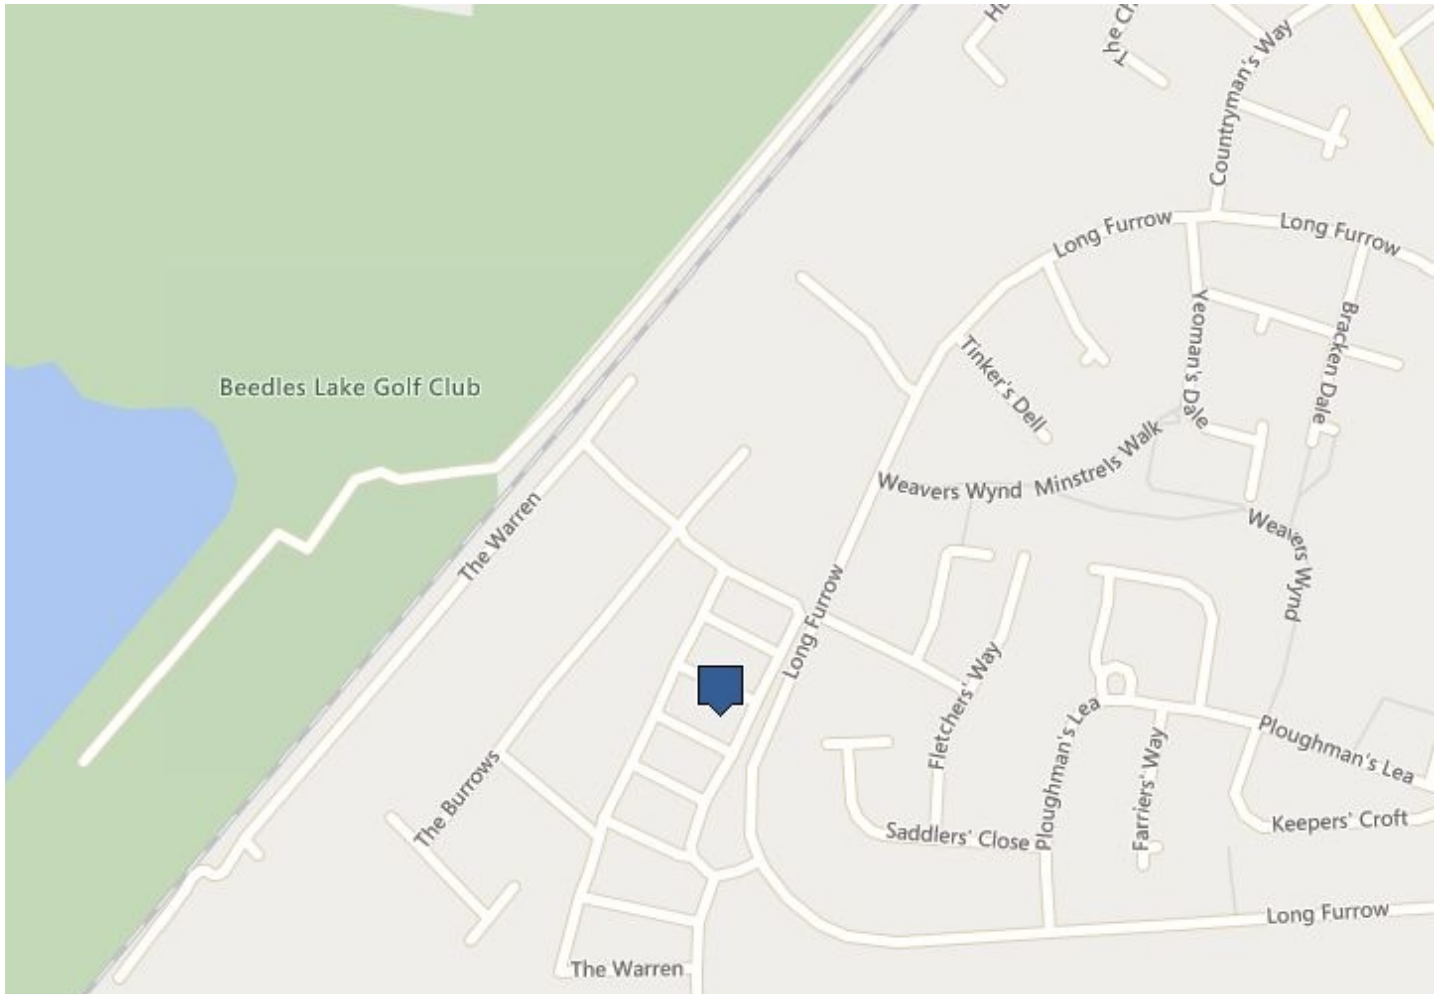 The Ch
Countryman's Way
Long Furrow
Long Furrow
Yeoman's Dale
Bracken Dale
Tinker's Dell
Beedles Lake Golf Club
Weavers Wynd
Minstrels Walk
The Warren
Weavers Wynd
Long Furrow
Fletchers' Way
Ploughman's Lea
Ploughman's Lea
Farriers' Way
The Burrows
Saddlers' Close
Keepers' Croft
Long Furrow
The Warren